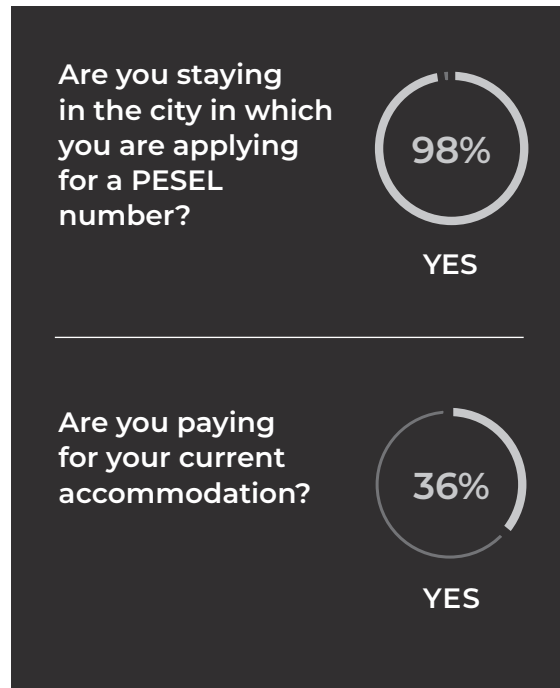 Are you staying
in the city in which
you are applying
for a PESEL
number?
98%
YES
Are you paying
for your current
accommodation?
36%
YES